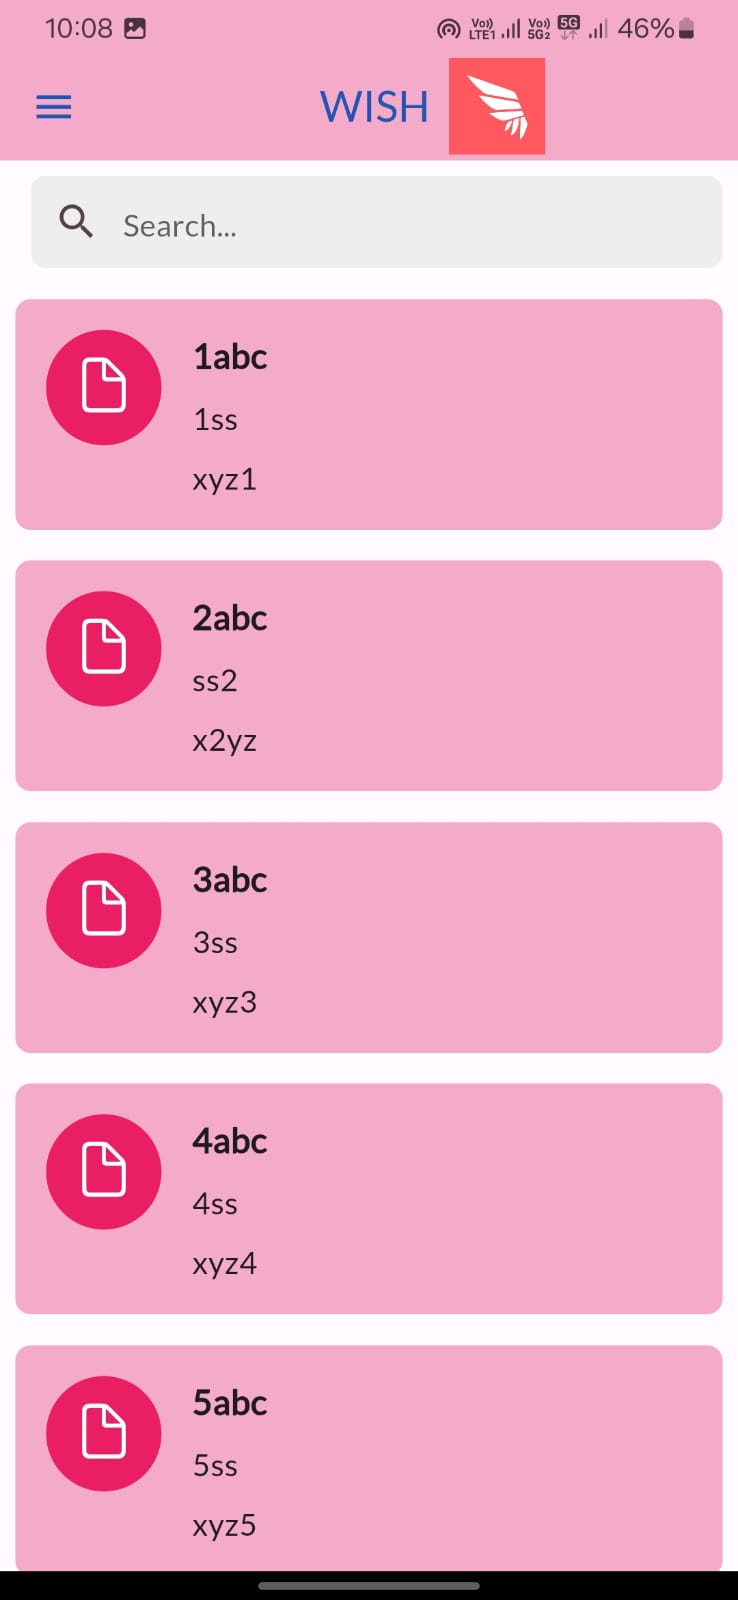 10:08 Vo)) LTE1 Vo)) 5G2 5G 46%
WISH
Search...
1abc
1ss
xyz1
2abc
ss2
x2yz
3abc
3ss
xyz3
4abc
4ss
xyz4
5abc
5ss
xyz5